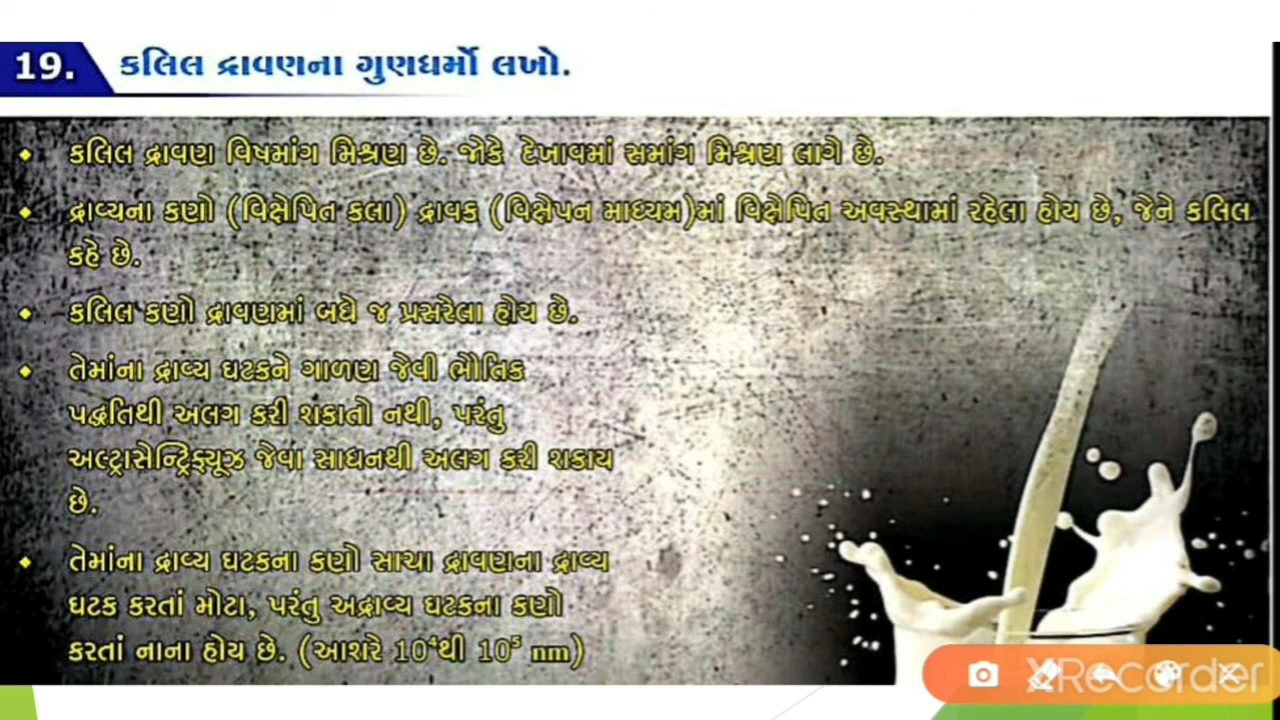 19. કલિલ દ્રાવણના ગુણધર્મો લખો.
• કલિલ દ્રાવણ વિષમાંગ મિશ્રણ છે. જોકે દેખાવમાં સમાંગ મિશ્રણ લાગે છે.
• દ્રાવ્યના કણો (વિક્ષેપિત કલા) દ્રાવક (વિક્ષેપન માધ્યમ)માં વિક્ષેપિત અવસ્થામાં રહેલા હોય છે, જેને કલિલ
કહે છે.
• કલિલ કણો દ્રાવણમાં બધે જ પ્રસરેલા હોય છે.
• તેમાંના દ્રાવ્ય ઘટકને ગાળણ જેવી ભૌતિક
પદ્ધતિથી અલગ કરી શકાતો નથી, પરંતુ
અલ્ટ્રાસેન્ટ્રિફ્યૂઝ જેવા સાધનથી અલગ કરી શકાય
છે.
• તેમાંના દ્રાવ્ય ઘટકના કણો સાચા દ્રાવણના દ્રાવ્ય
ઘટક કરતાં મોટા, પરંતુ અદ્રાવ્ય ઘટકના કણો
કરતાં નાના હોય છે. (આશરે 10⁴થી 10⁵ nm)
XRecorder